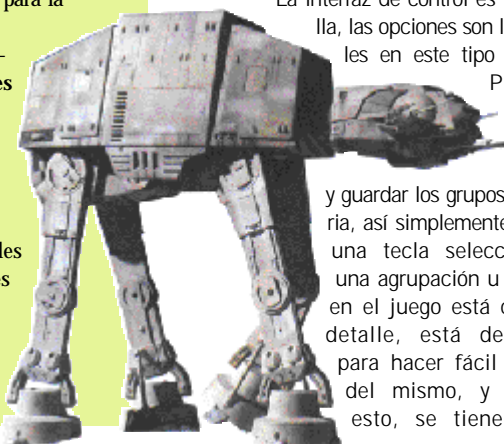 para la
–
es
des
es
La interfaz de control es
lla, las opciones son l
les en este tipo
P
y guardar los grupos
ria, así simplemente
una tecla selecc
una agrupación u
en el juego está
detalle, está de
para hacer fácil
del mismo, y
esto, se tiene